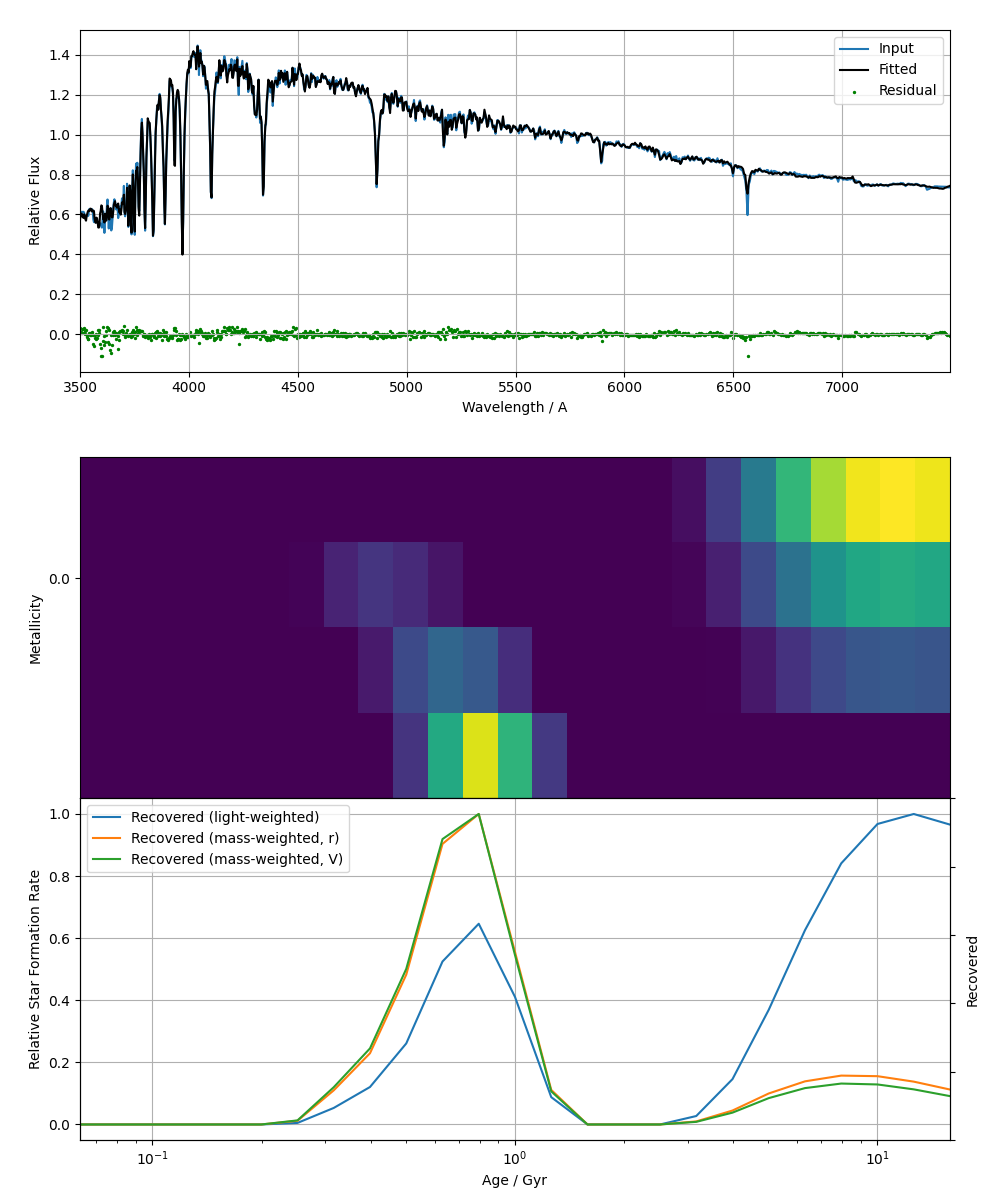 1.4
1.2
1.0
0.8
0.6
0.4
0.2
0.0
Relative Flux
Input
Fitted
Residual
3500 4000 4500 5000 5500 6000 6500 7000
Wavelength / A
0.0
Metallicity
1.0
0.8
0.6
0.4
0.2
0.0
Relative Star Formation Rate
Recovered (light-weighted)
Recovered (mass-weighted, r)
Recovered (mass-weighted, V)
Recovered
10⁻¹ 10⁰ 10¹
Age / Gyr